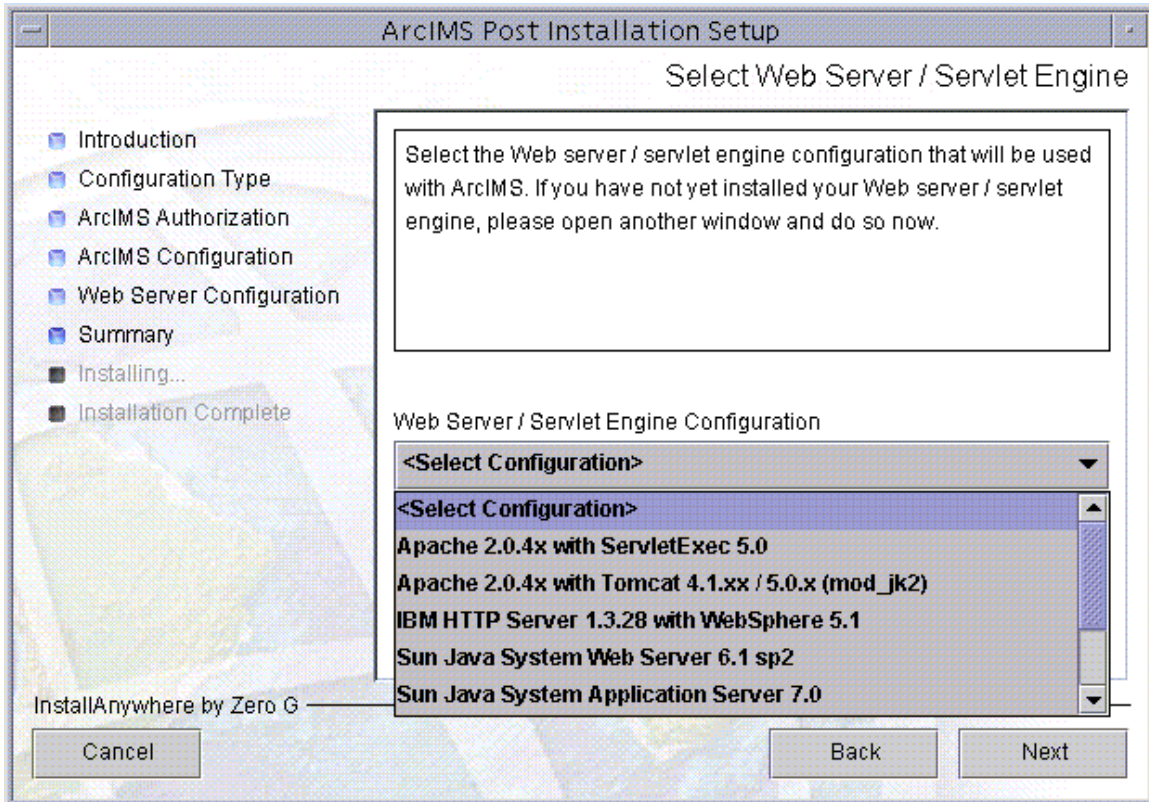 ArcIMS Post Installation Setup
Select Web Server / Servlet Engine
Introduction
Configuration Type
ArcIMS Authorization
ArcIMS Configuration
Web Server Configuration
Summary
Installing...
Installation Complete
Select the Web server / servlet engine configuration that will be used
with ArcIMS. If you have not yet installed your Web server / servlet
engine, please open another window and do so now.
Web Server / Servlet Engine Configuration
<Select Configuration>
<Select Configuration>
Apache 2.0.4x with ServletExec 5.0
Apache 2.0.4x with Tomcat 4.1.xx / 5.0.x (mod_jk2)
IBM HTTP Server 1.3.28 with WebSphere 5.1
Sun Java System Web Server 6.1 sp2
Sun Java System Application Server 7.0
InstallAnywhere by Zero G
Cancel
Back
Next